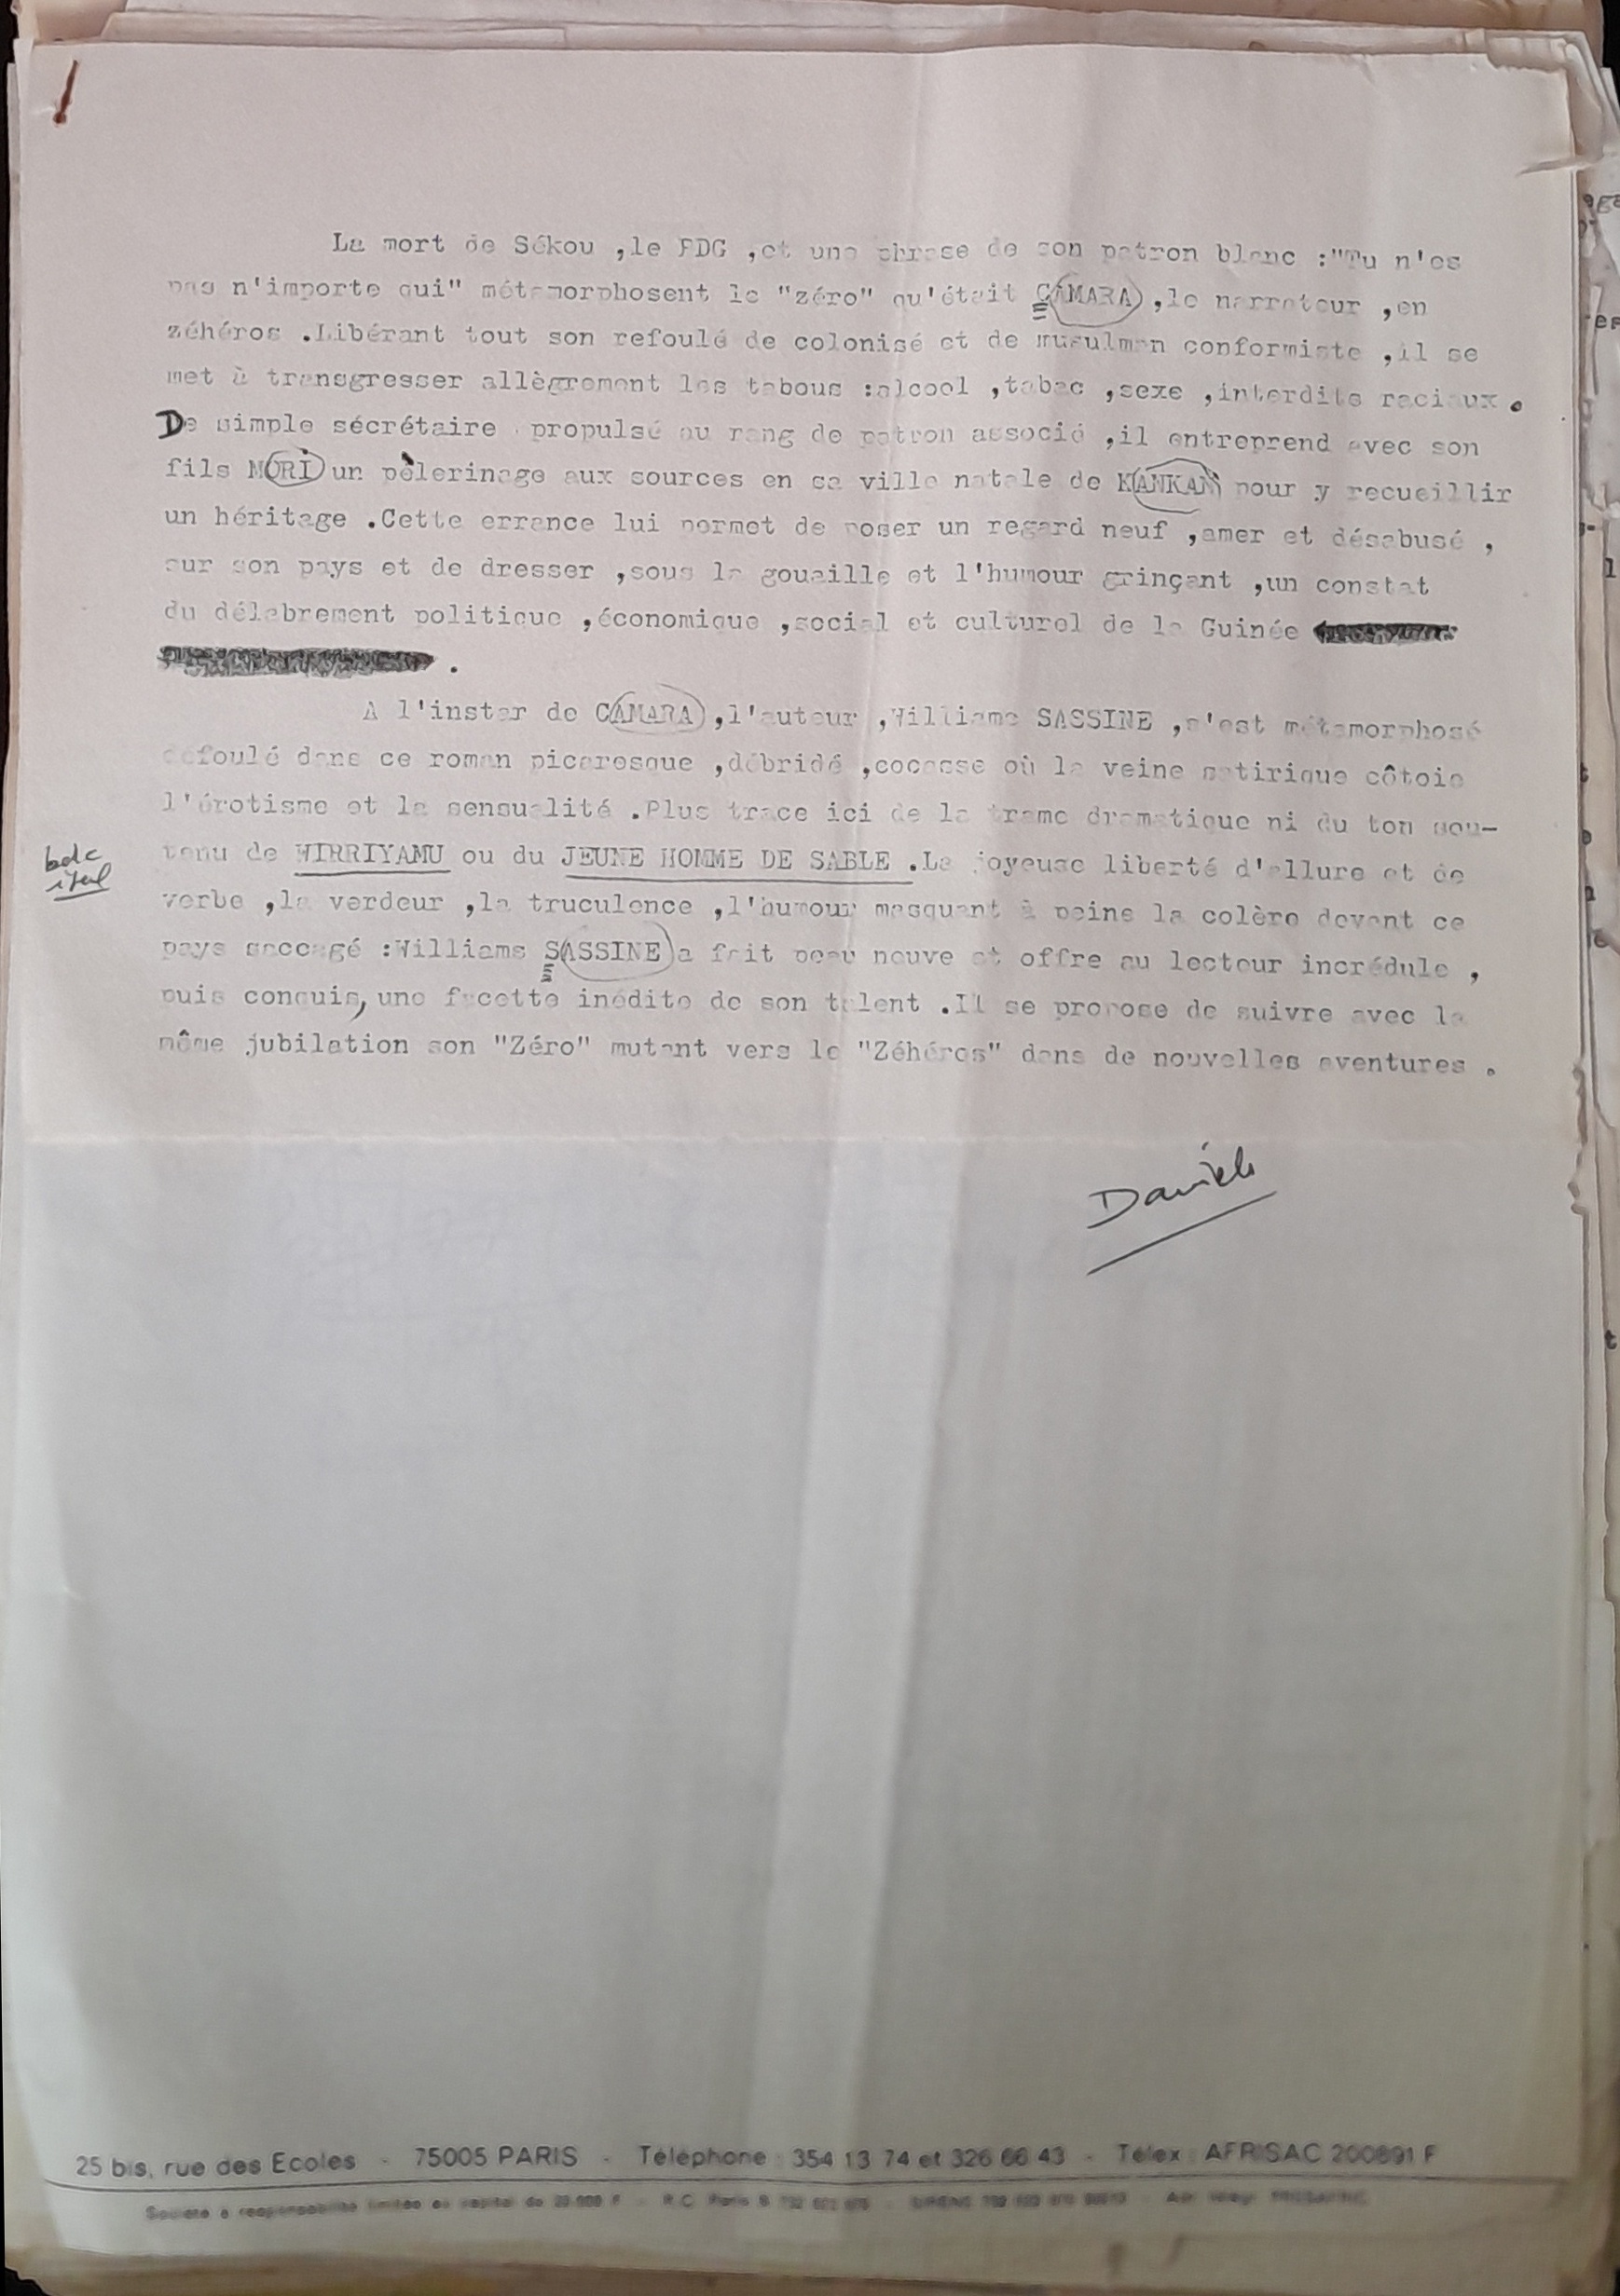 La mort de Sékou ,le PDG ,et une phrase de son patron blanc :"Tu n'es
pas n'importe qui" métamorphosent le "zéro" qu'était CAMARA ,le narrateur ,en
zéhéros .Libérant tout son refoulé de colonisé et de musulman conformiste ,il se
met à transgresser allègrement les tabous :alcool ,tabac ,sexe ,interdits raciaux.
De simple sécrétaire propulsé au rang de patron associé ,il entreprend avec son
fils MORI un pèlerinage aux sources en sa ville natale de KANKAN pour y recueillir
un héritage .Cette errance lui permet de poser un regard neuf ,amer et désabusé ,
sur son pays et de dresser ,sous la gouaille et l'humour grinçant ,un constat
du délabrement politique ,économique ,social et culturel de la Guinée
.
A l'instar de CAMARA ,l'auteur ,Williams SASSINE ,s'est métamorphosé
défoulé dans ce roman picaresque ,débridé ,cocasse où la veine satirique côtoie
l'érotisme et la sensualité .Plus trace ici de la trame dramatique ni du ton sou-
bdc
ital
tenu de WIRRIYAMU ou du JEUNE HOMME DE SABLE .La joyeuse liberté d'allure et de
verbe ,la verdeur ,la truculence ,l'humour masquant à peine la colère devant ce
pays saccagé :Williams SASSINE a fait peau neuve et offre au lecteur incrédule ,
puis conquis, une facette inédite de son talent .Il se propose de suivre avec la
même jubilation son "Zéro" mutant vers le "Zéhéros" dans de nouvelles aventures .
25 bis, rue des Ecoles - 75005 PARIS - Téléphone : 354 13 74 et 326 66 43 - Télex : AFRISAC 200891 F
Société à responsabilité limitée au capital de